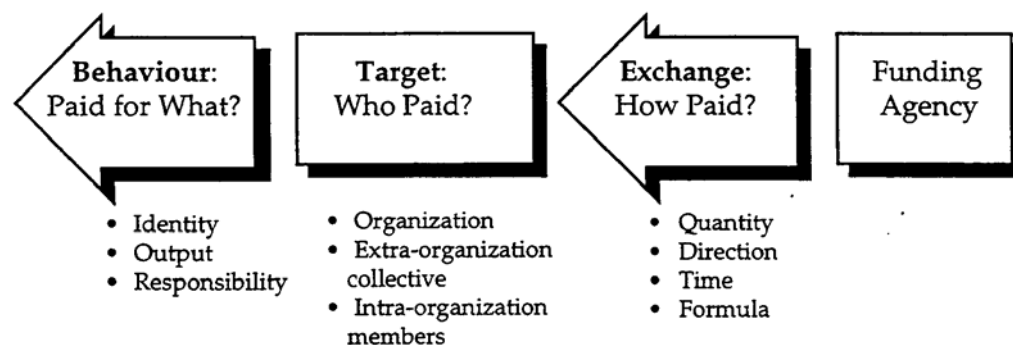 Behaviour:
Paid for What?
• Identity
• Output
• Responsibility
Target:
Who Paid?
• Organization
• Extra-organization
collective
• Intra-organization
members
Exchange:
How Paid?
• Quantity
• Direction
• Time
• Formula
Funding
Agency